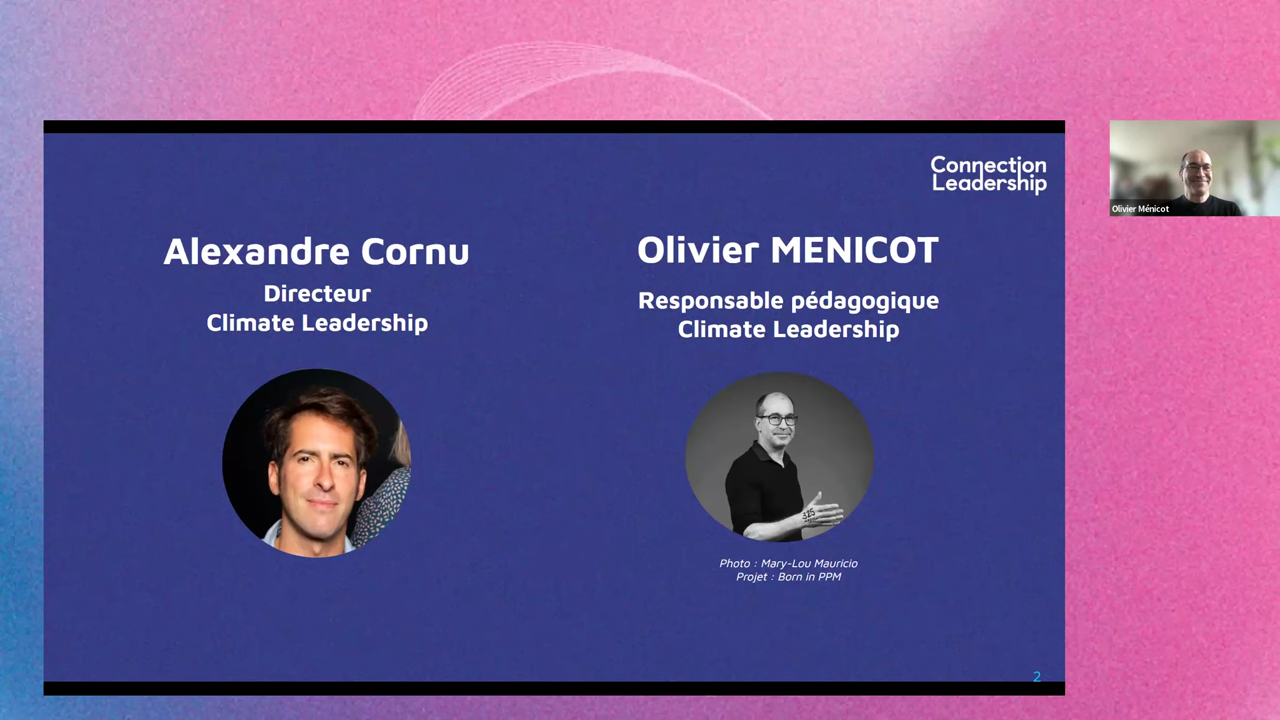 Connection
Leadership
Alexandre Cornu
Directeur
Climate Leadership
Olivier MENICOT
Responsable pédagogique
Climate Leadership
325
Photo : Mary-Lou Mauricio
Projet : Born in PPM
2
Olivier Ménicot